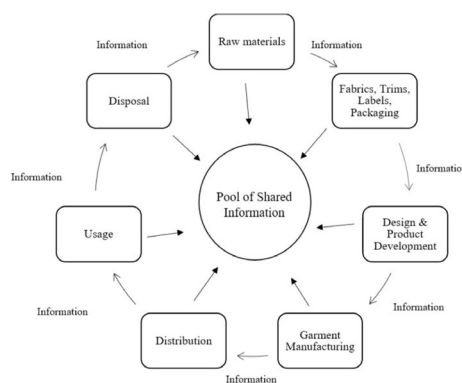 Information
Raw materials
Information
Fabrics, Trims,
Labels,
Packaging
Information
Design &
Product
Development
Information
Garment
Manufacturing
Information
Distribution
Information
Usage
Information
Disposal
Pool of Shared
Information